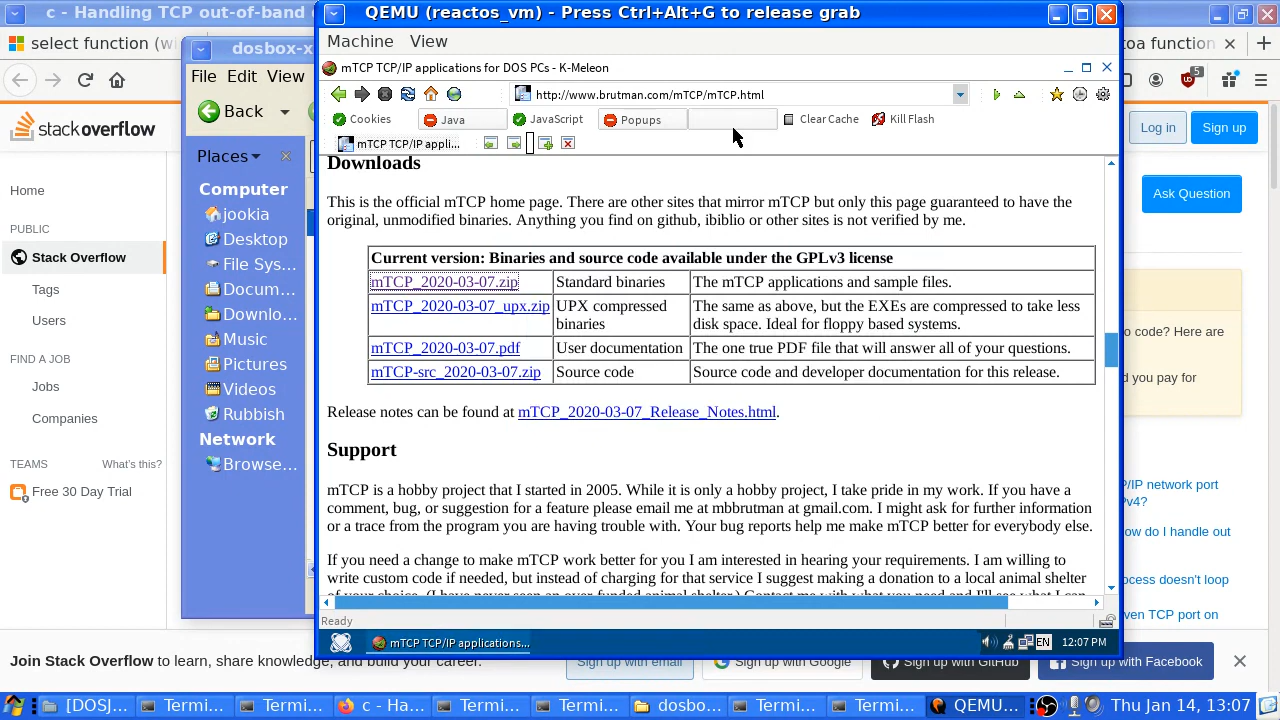 c - Handling TCP out-of-band
QEMU (reactos_vm) - Press Ctrl+Alt+G to release grab
select function (wi
dosbox-x
Machine View
toa function
mTCP TCP/IP applications for DOS PCs - K-Meleon
File Edit View
5
http://www.brutman.com/mTCP/mTCP.html
Back
Cookies Java JavaScript Popups Clear Cache Kill Flash
stack overflow
Log in Sign up
mTCP TCP/IP appli...
Places
Downloads
Home
Computer
Ask Question
This is the official mTCP home page. There are other sites that mirror mTCP but only this page guaranteed to have the
original, unmodified binaries. Anything you find on github, ibiblio or other sites is not verified by me.
jookia
PUBLIC
Desktop
Stack Overflow
Current version: Binaries and source code available under the GPLv3 license
File Sys...
mTCP_2020-03-07.zip Standard binaries The mTCP applications and sample files.
Tags
Docum...
mTCP_2020-03-07_upx.zip UPX compressed binaries The same as above, but the EXEs are compressed to take less
disk space. Ideal for floppy based systems.
Users
Downlo...
o code? Here are
Music
mTCP_2020-03-07.pdf User documentation The one true PDF file that will answer all of your questions.
FIND A JOB
Pictures
mTCP-src_2020-03-07.zip Source code Source code and developer documentation for this release.
d you pay for
Jobs
Videos
Companies
Rubbish
Release notes can be found at mTCP_2020-03-07_Release_Notes.html.
Network
Support
TEAMS What's this?
Browse...
Free 30 Day Trial
mTCP is a hobby project that I started in 2005. While it is only a hobby project, I take pride in my work. If you have a
comment, bug, or suggestion for a feature please email me at mbbrutman at gmail.com. I might ask for further information
or a trace from the program you are having trouble with. Your bug reports help me make mTCP better for everybody else.
P/IP network port
Pv4?
ow do I handle out
If you need a change to make mTCP work better for you I am interested in hearing your requirements. I am willing to
write custom code if needed, but instead of charging for that service I suggest making a donation to a local animal shelter
ocess doesn't loop
ven TCP port on
Ready
mTCP TCP/IP applications... EN 12:07 PM
Join Stack Overflow to learn, share knowledge, and build your career.
Sign up with email Sign up with Google Sign up with GitHub Sign up with Facebook
[DOSJ... Termi... Termi... c - Ha... Termi... Termi... dosbo... Termi... Termi... QEMU... Thu Jan 14, 13:07